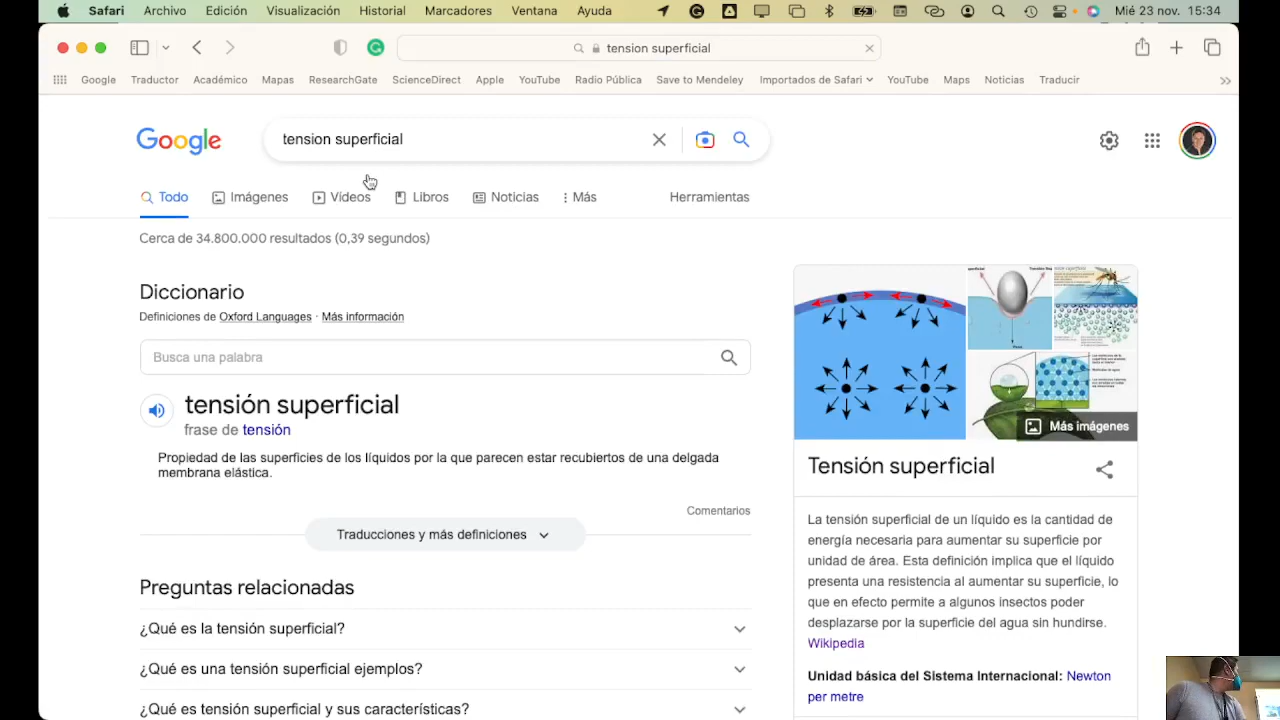 Safari Archivo Edición Visualización Historial Marcadores Ventana Ayuda Mié 23 nov. 15:34
tension superficial
Google Traductor Académico Mapas ResearchGate ScienceDirect Apple YouTube Radio Pública Save to Mendeley Importados de Safari YouTube Maps Noticias Traducir
Google tension superficial
Todo Imágenes Videos Libros Noticias Más Herramientas
Cerca de 34.800.000 resultados (0,39 segundos)
Diccionario
Definiciones de Oxford Languages · Más información
Busca una palabra
tensión superficial
frase de tensión
Propiedad de las superficies de los líquidos por la que parecen estar recubiertos de una delgada
membrana elástica.
Comentarios
Traducciones y más definiciones
Preguntas relacionadas
¿Qué es la tensión superficial?
¿Qué es una tensión superficial ejemplos?
¿Qué es tensión superficial y sus características?
Más imágenes
Tensión superficial
La tensión superficial de un líquido es la cantidad de
energía necesaria para aumentar su superficie por
unidad de área. Esta definición implica que el líquido
presenta una resistencia al aumentar su superficie, lo
que en efecto permite a algunos insectos poder
desplazarse por la superficie del agua sin hundirse.
Wikipedia
Unidad básica del Sistema Internacional: Newton
per metre